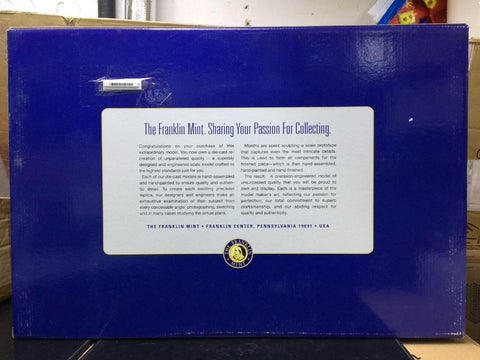 The Franklin Mint. Sharing Your Passion For Collecting.
Congratulations on your purchase of this
extraordinary model. You now own a die-cast re-
creation of unparalleled quality – a superbly
designed and engineered scale model crafted to
the highest standards just for you.
Each of our die-cast models is hand-assembled
and hand-painted to ensure quality and authen-
tic detail. To create each exciting precision
replica, our designers and engineers make an
exhaustive examination of their subject from
every conceivable angle: photographing, sketching
and in many cases studying the actual plans.
Months are spent sculpting a scale prototype
that captures even the most intricate details.
This is used to form all components for the
finished piece—which is then hand-assembled,
hand-painted and hand-finished.
The result: A precision-engineered model of
unsurpassed quality that you will be proud to
own and display. Each is a masterpiece of the
model maker's art, reflecting our passion for
perfection, our total commitment to superb
craftsmanship, and our abiding respect for
quality and authenticity.
THE FRANKLIN MINT • FRANKLIN CENTER, PENNSYLVANIA 19091 • USA
THE FRANKLIN
MINT